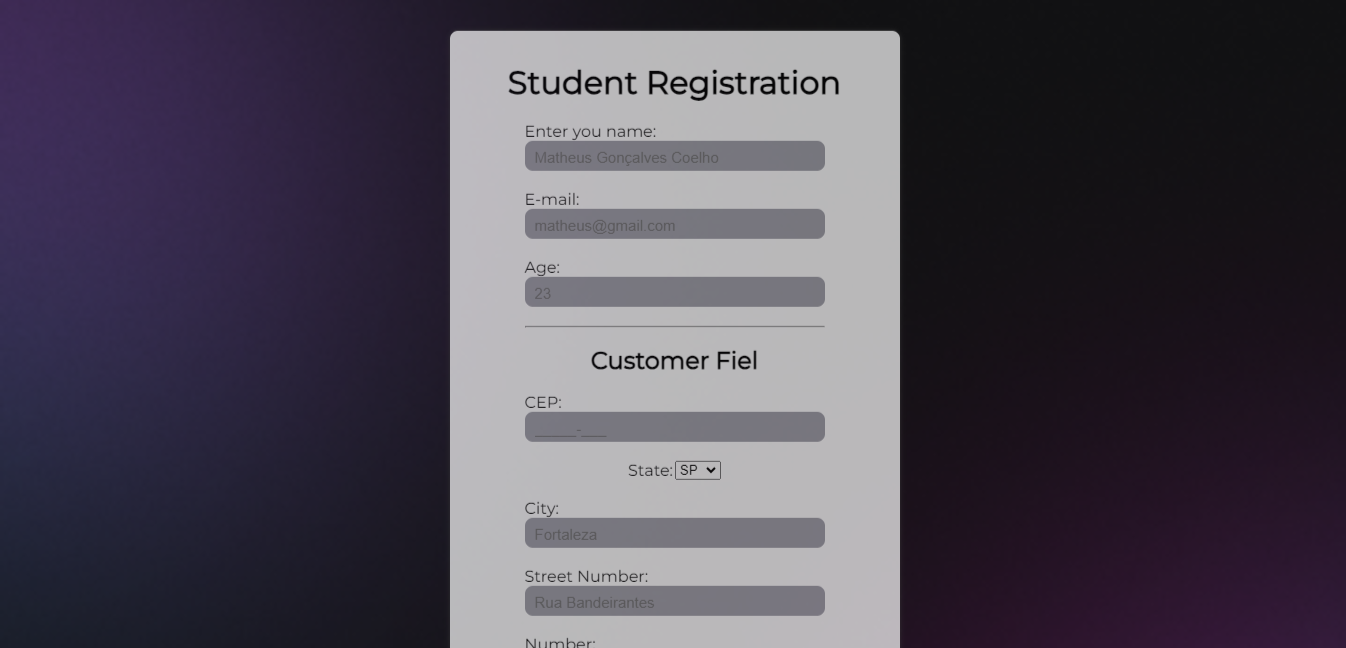 Student Registration
Enter you name:
Matheus Gonçalves Coelho
E-mail:
matheus@gmail.com
Age:
23
Customer Fiel
CEP:
_____-___
State: SP
City:
Fortaleza
Street Number:
Rua Bandeirantes
Number: